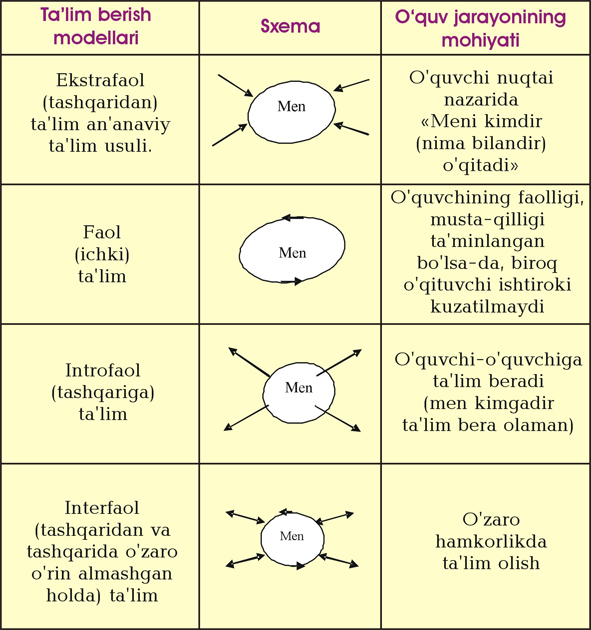 Ta'lim berish
modellari
Sxema
O‘quv jarayonining
mohiyati
Ekstrafaol
(tashqaridan)
ta'lim an'anaviy
ta'lim usuli.
Men
O'quvchi nuqtai
nazarida
«Meni kimdir
(nima bilandir)
o'qitadi»
Faol
(ichki)
ta'lim
Men
O'quvchining faolligi,
musta-qilligi
ta'minlangan
bo'lsa-da, biroq
o'qituvchi ishtiroki
kuzatilmaydi
Introfaol
(tashqariga)
ta'lim
Men
O'quvchi-o'quvchiga
ta'lim beradi
(men kimgadir
ta'lim bera olaman)
Interfaol
(tashqaridan va
tashqarida o'zaro
o'rin almashgan
holda) ta'lim
Men
O'zaro
hamkorlikda
ta'lim olish